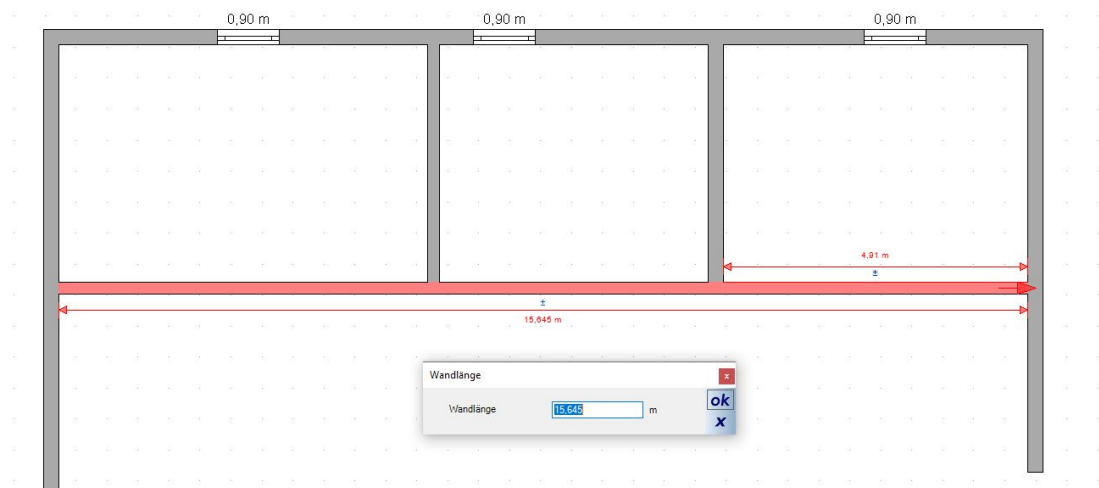 0,90 m 0,90 m 0,90 m
4,91 m
±
±
15,645 m
Wandlänge x
Wandlänge 15,645 m ok
x